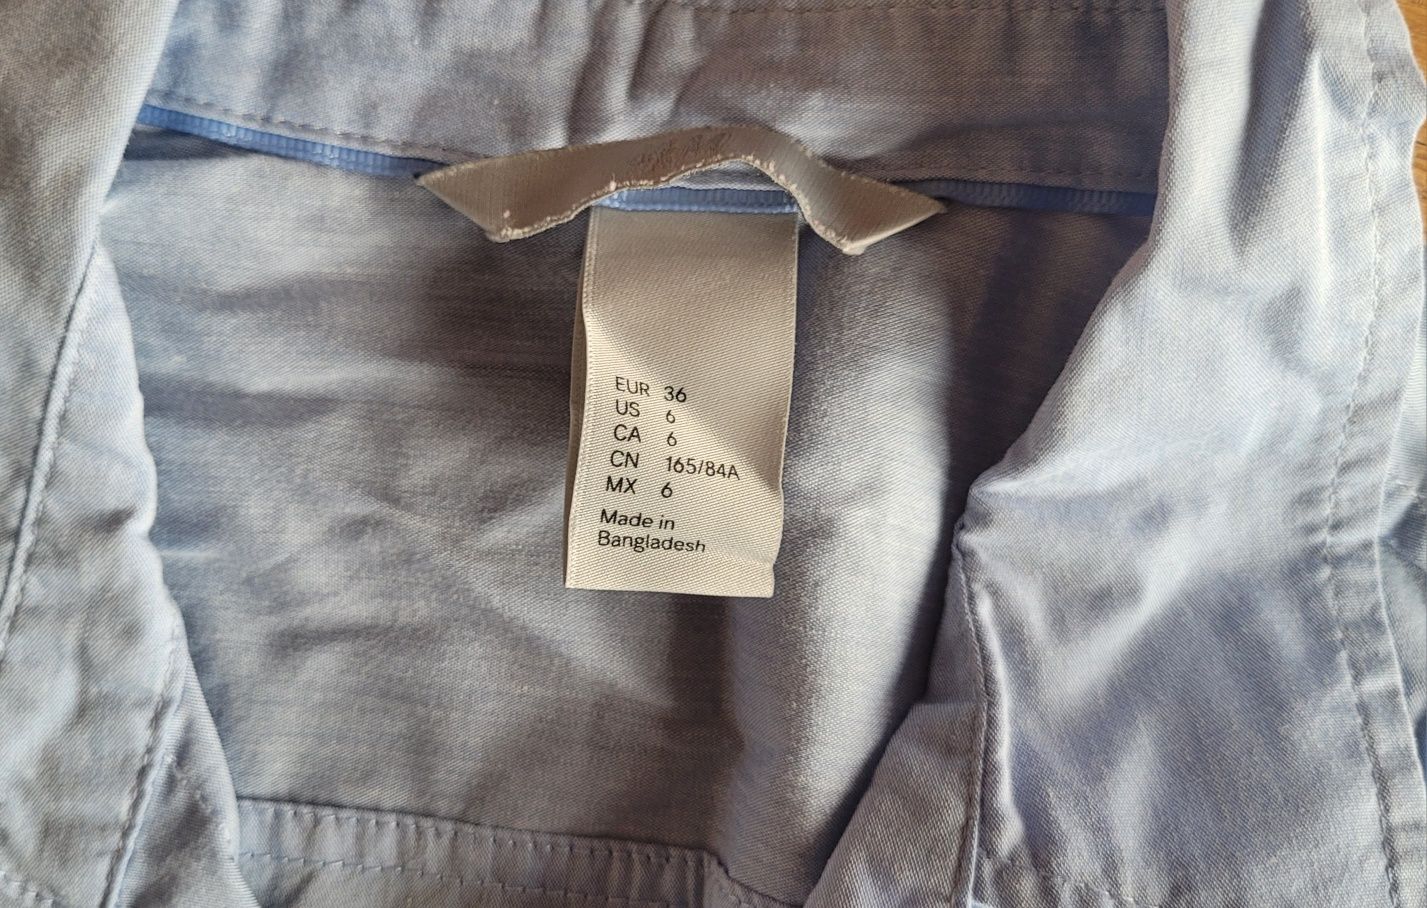 EUR 36
US 6
CA 6
CN 165/84A
MX 6
Made in
Bangladesh